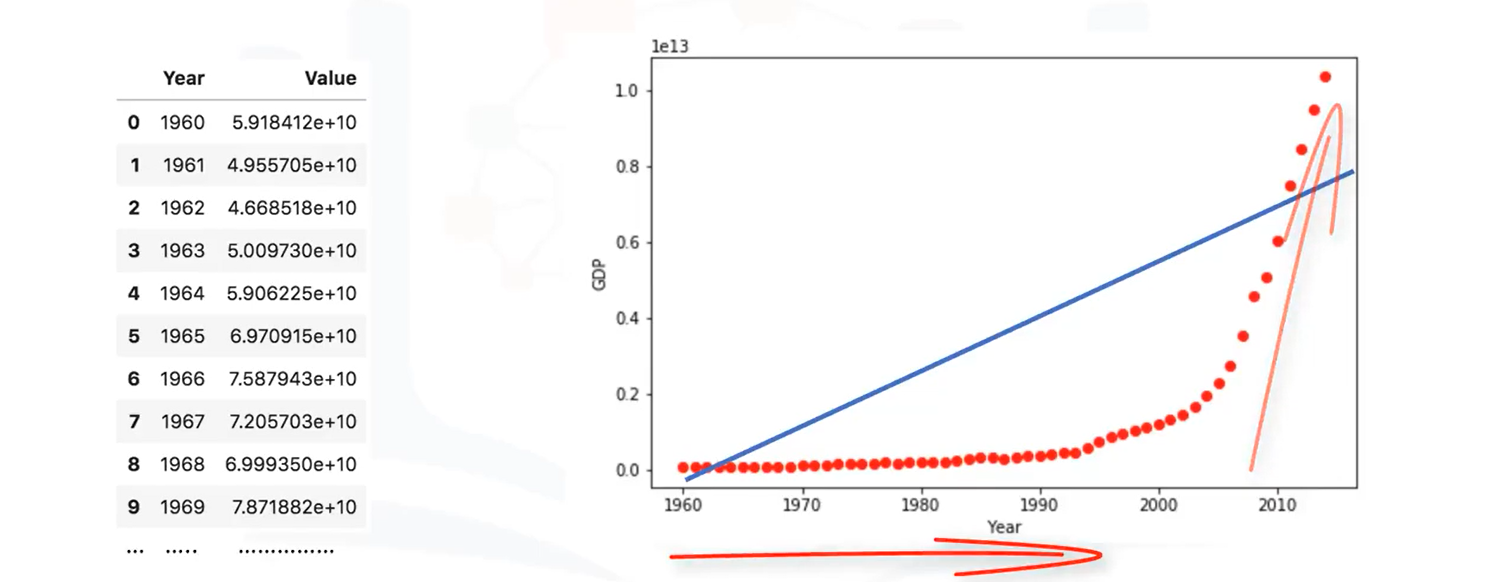 Year Value
0 1960 5.918412e+10
1 1961 4.955705e+10
2 1962 4.668518e+10
3 1963 5.009730e+10
4 1964 5.906225e+10
5 1965 6.970915e+10
6 1966 7.587943e+10
7 1967 7.205703e+10
8 1968 6.999350e+10
9 1969 7.871882e+10
... ..... ...............
1e13
1.0
0.8
0.6
0.4
0.2
0.0
GDP
1960 1970 1980 1990 2000 2010
Year